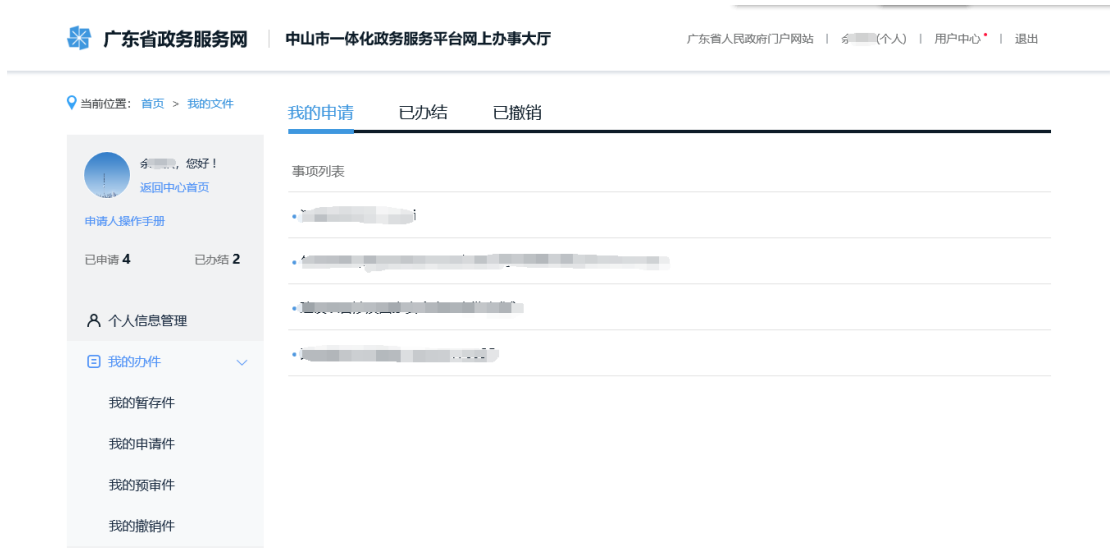 广东省政务服务网 中山市一体化政务服务平台网上办事大厅 广东省人民政府门户网站 | 余 (个人) | 用户中心 | 退出
当前位置: 首页 > 我的文件
我的申请 已办结 已撤销
余 , 您好!
返回中心首页
申请人操作手册
已申请 4 已办结 2
个人信息管理
我的办件
我的暂存件
我的申请件
我的预审件
我的撤销件
事项列表